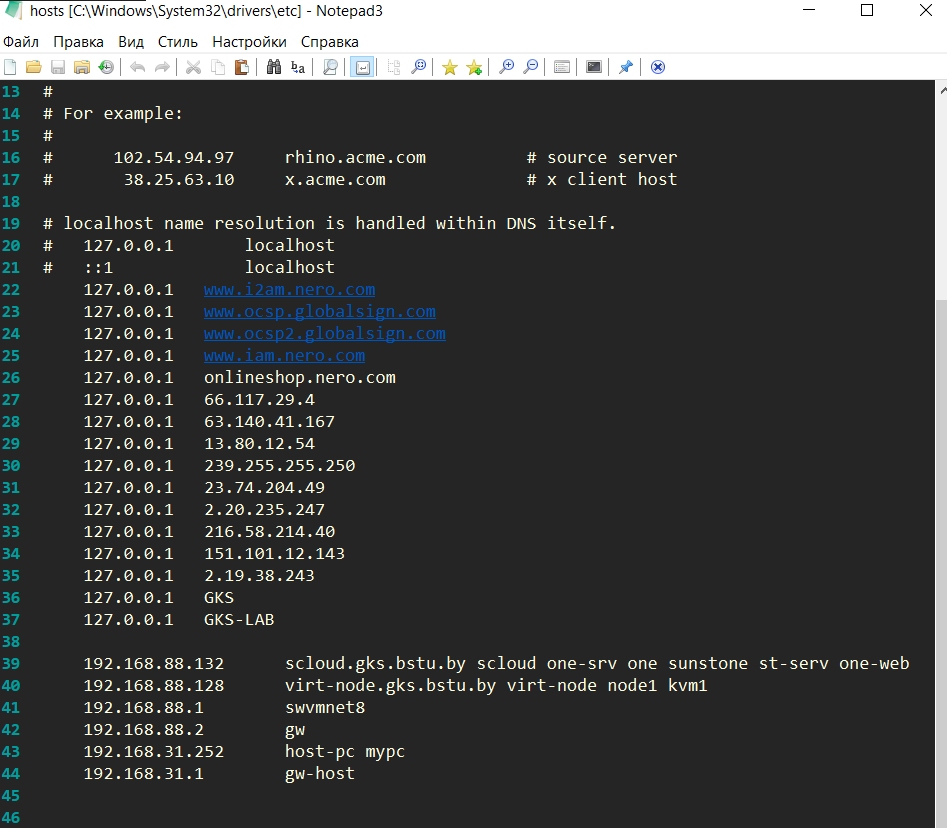 hosts [C:\Windows\System32\drivers\etc] - Notepad3
Файл Правка Вид Стиль Настройки Справка
13 #
14 # For example:
15 #
16 # 102.54.94.97 rhino.acme.com # source server
17 # 38.25.63.10 x.acme.com # x client host
18
19 # localhost name resolution is handled within DNS itself.
20 # 127.0.0.1 localhost
21 # ::1 localhost
22 127.0.0.1 www.i2am.nero.com
23 127.0.0.1 www.ocsp.globalsign.com
24 127.0.0.1 www.ocsp2.globalsign.com
25 127.0.0.1 www.iam.nero.com
26 127.0.0.1 onlineshop.nero.com
27 127.0.0.1 66.117.29.4
28 127.0.0.1 63.140.41.167
29 127.0.0.1 13.80.12.54
30 127.0.0.1 239.255.255.250
31 127.0.0.1 23.74.204.49
32 127.0.0.1 2.20.235.247
33 127.0.0.1 216.58.214.40
34 127.0.0.1 151.101.12.143
35 127.0.0.1 2.19.38.243
36 127.0.0.1 GKS
37 127.0.0.1 GKS-LAB
38
39 192.168.88.132 scloud.gks.bstu.by scloud one-srv one sunstone st-serv one-web
40 192.168.88.128 virt-node.gks.bstu.by virt-node node1 kvm1
41 192.168.88.1 swvmnet8
42 192.168.88.2 gw
43 192.168.31.252 host-pc mypc
44 192.168.31.1 gw-host
45
46